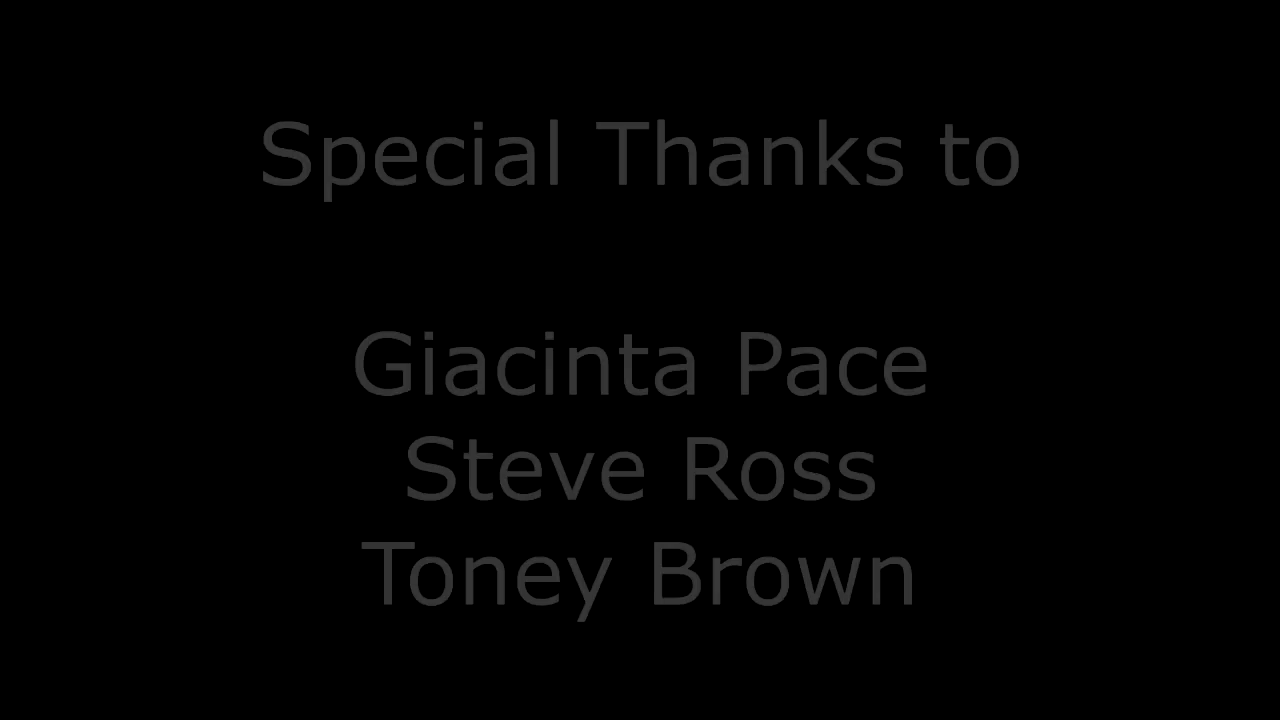 Special Thanks to
Giacinta Pace
Steve Ross
Toney Brown